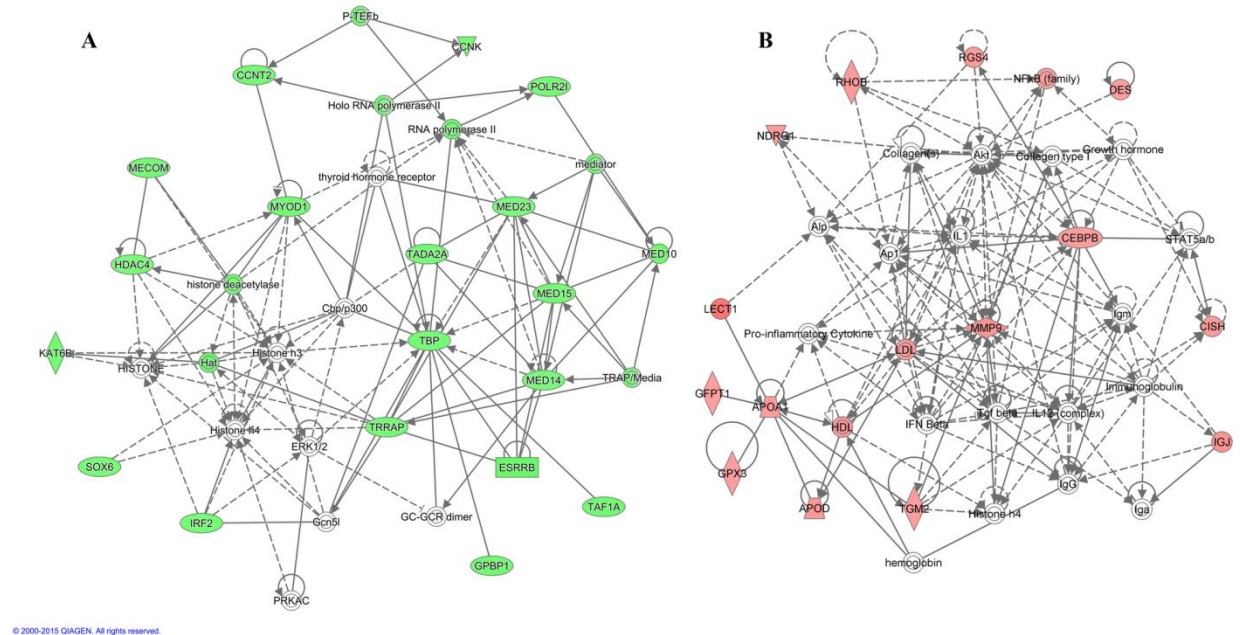 A
P-TEFb
CCNK
CCNT2
POLR2I
Holo RNA polymerase II
RNA polymerase II
mediator
thyroid hormone receptor
MECOM
MYOD1
MED23
MED10
TADA2A
HDAC4
histone deacetylase
MED15
Cbp/p300
TBP
KAT6B
HISTONE
Hat
Histone h3
MED14
TRAP/Media
TRRAP
Histone h4
ERK1/2
SOX6
ESRRB
IRF2
Gcn5l
GC-GCR dimer
TAF1A
GPBP1
PRKAC
B
RGS4
RHOB
NFkB (family)
DES
NDRG1
Collagen(s)
Akt
Collagen type I
Growth hormone
Alp
IL1
CEBPB
STAT5a/b
Ap1
LECT1
Pro-inflammatory Cytokine
MMP9
Igm
CISH
LDL
Immunoglobulin
GFPT1
APOA1
HDL
IFN Beta
Tgf beta
IL12 (complex)
IGJ
GPX3
IgG
APOD
TGM2
Histone h4
Iga
hemoglobin
© 2000-2015 QIAGEN. All rights reserved.